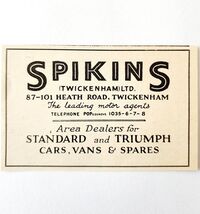 SPIKINS
(TWICKENHAM) LTD.
87-101 HEATH ROAD, TWICKENHAM
The leading motor agents
TELEPHONE POPESGROVE 1035-6-7-8
Area Dealers for
STANDARD and TRIUMPH
CARS, VANS & SPARES